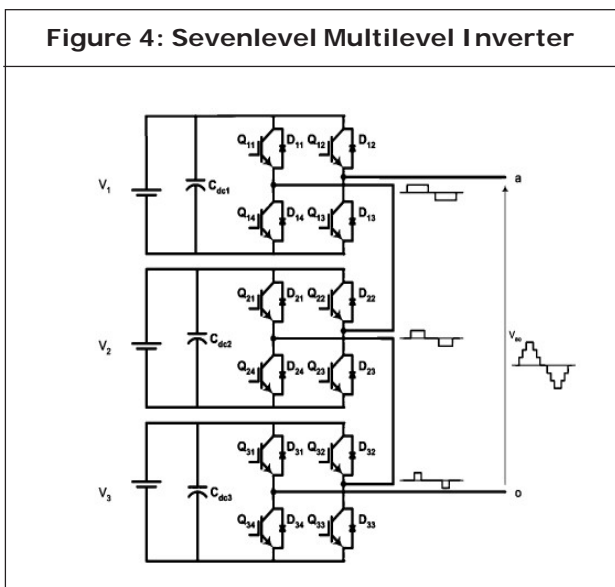 Figure 4: Sevenlevel Multilevel Inverter
Q11 D11 Q12 D12
V1 Cdc1 a
Q14 D14 Q13 D13
Q21 D21 Q22 D22
V2 Cdc2 Vao
Q24 D24 Q23 D23
Q31 D31 Q32 D32
V3 Cdc3 o
Q34 D34 Q33 D33